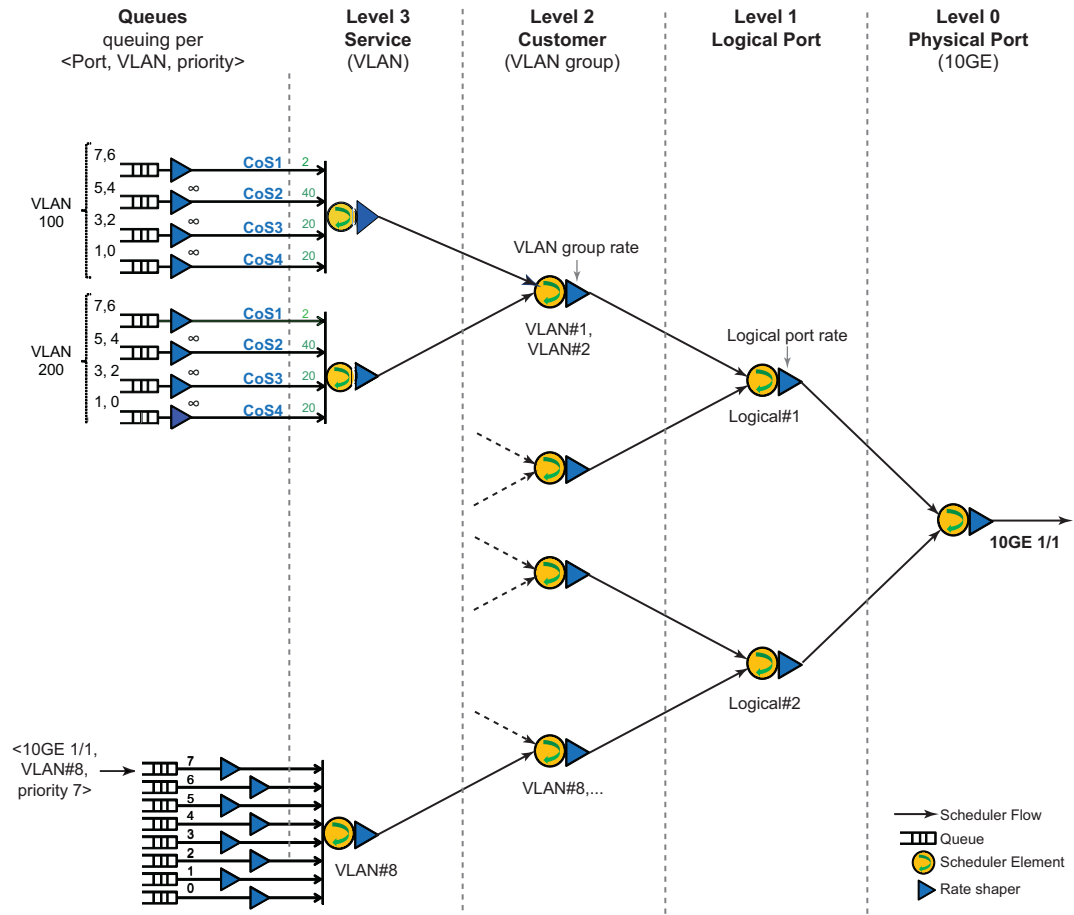 Queues
queuing per
<Port, VLAN, priority>
Level 3
Service
(VLAN)
Level 2
Customer
(VLAN group)
Level 1
Logical Port
Level 0
Physical Port
(10GE)
VLAN
100
7,6
CoS1
2
5,4
∞
CoS2
40
3,2
∞
CoS3
20
1,0
∞
CoS4
20
VLAN
200
7,6
CoS1
2
5, 4
∞
CoS2
40
3, 2
∞
CoS3
20
1, 0
∞
CoS4
20
VLAN group rate
VLAN#1,
VLAN#2
Logical port rate
Logical#1
10GE 1/1
Logical#2
<10GE 1/1,
VLAN#8,
priority 7>
7
6
5
4
3
2
1
0
VLAN#8
VLAN#8,...
Scheduler Flow
Queue
Scheduler Element
Rate shaper